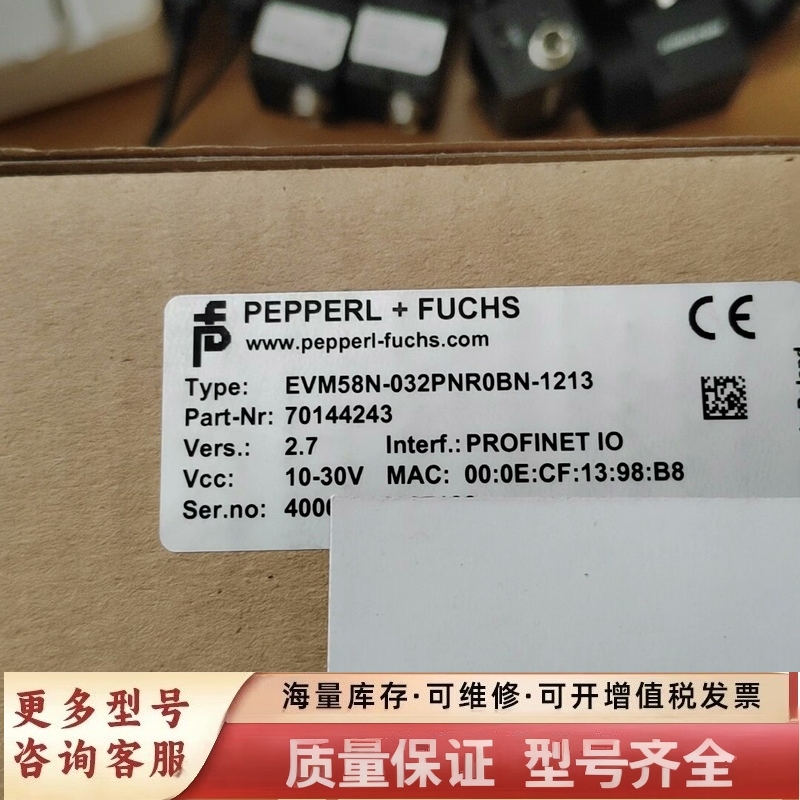 PEPPERL + FUCHS
www.pepperl-fuchs.com
Type: EVM58N-032PNR0BN-1213
Part-Nr: 70144243
Vers.: 2.7 Interf.: PROFINET IO
Vcc: 10-30V MAC: 00:0E:CF:13:98:B8
Ser.no:
更多型号
咨询客服
海量库存·可维修·可开增值税发票
质量保证 型号齐全